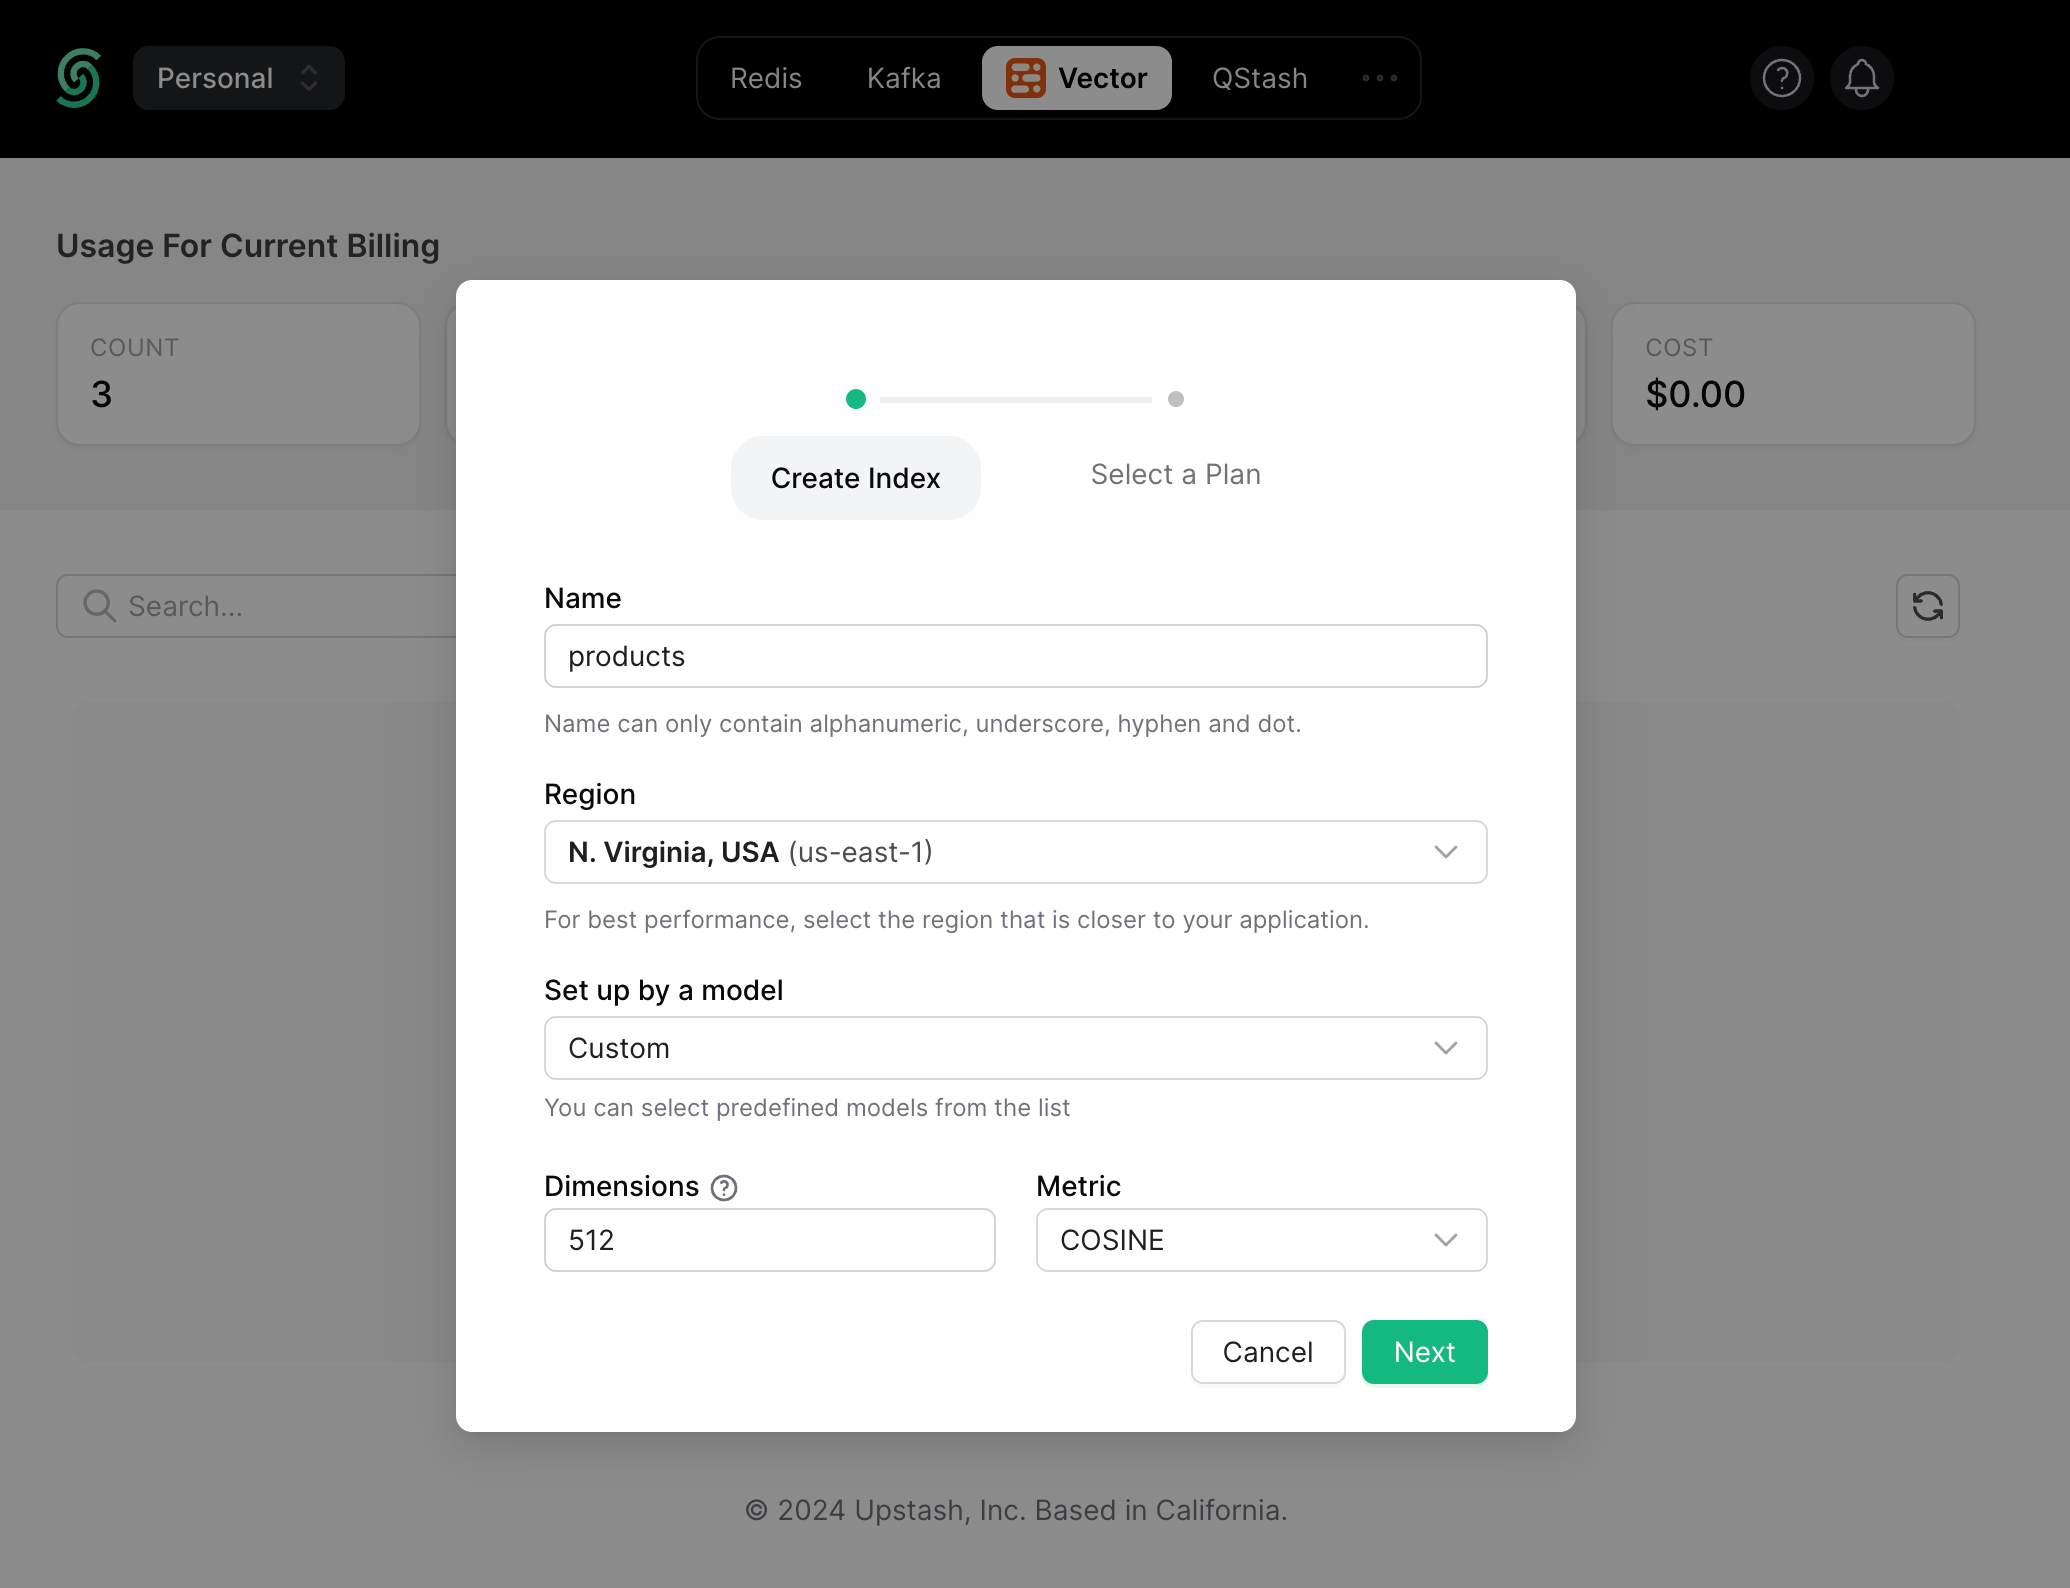 Personal
Redis
Kafka
Vector
QStash
Usage For Current Billing
COUNT
3
COST
$0.00
Create Index
Select a Plan
Search...
Name
products
Name can only contain alphanumeric, underscore, hyphen and dot.
Region
N. Virginia, USA (us-east-1)
For best performance, select the region that is closer to your application.
Set up by a model
Custom
You can select predefined models from the list
Dimensions
Metric
512
COSINE
Cancel
Next
© 2024 Upstash, Inc. Based in California.